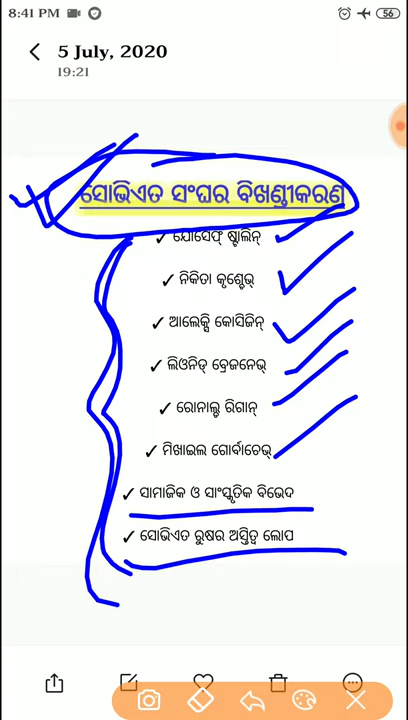 8:41 PM
56
5 July, 2020
19:21
ସୋଭିଏତ ସଂଘର ବିଖଣ୍ଡୀକରଣ
✓ ଯୋସେଫ୍ ଷ୍ଟାଲିନ୍
✓ ନିକିତା କୃଶ୍ଚେଭ୍
✓ ଆଲେକ୍ସି କୋସିଜିନ୍
✓ ଲିଓନିଡ୍ ବ୍ରେଜନେଭ୍
✓ ରୋନାଲ୍ଡ ରିଗାନ୍
✓ ମିଖାଇଲ ଗୋର୍ବାଚେଭ୍
✓ ସାମାଜିକ ଓ ସାଂସ୍କୃତିକ ବିଭେଦ
✓ ସୋଭିଏତ ରୁଷର ଅସ୍ତିତ୍ୱ ଲୋପ